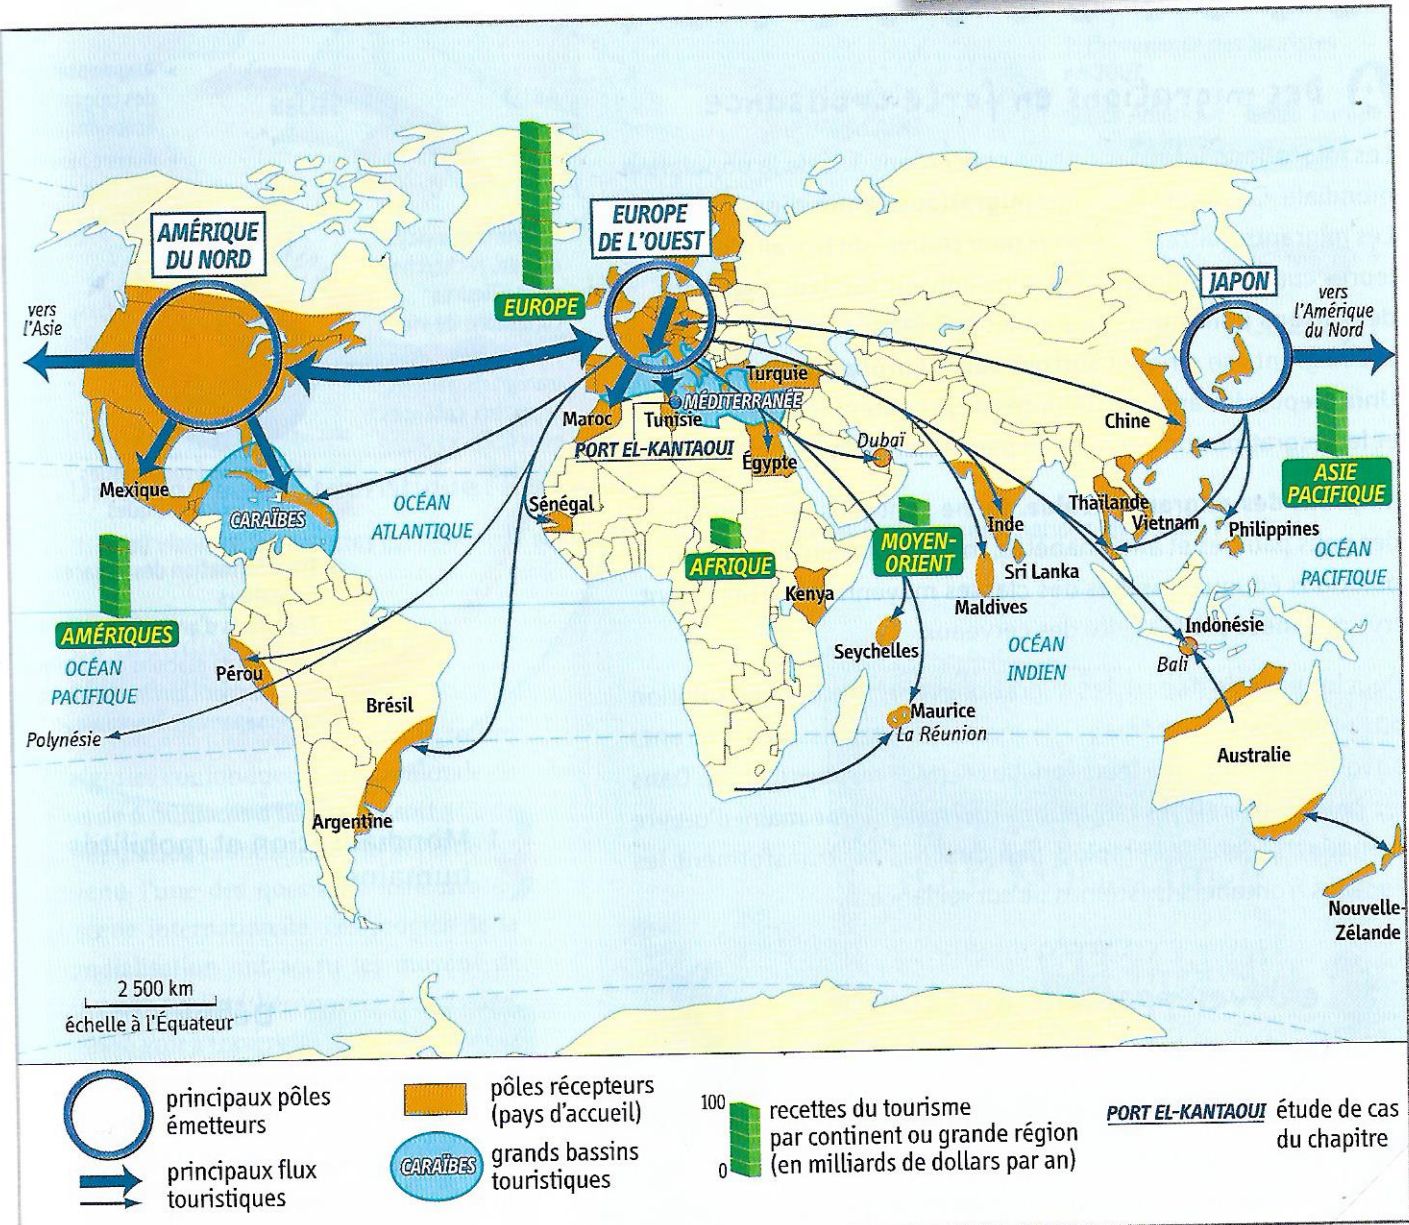 AMÉRIQUE
DU NORD
EUROPE
DE L'OUEST
JAPON
vers
l'Asie
vers
l'Amérique
du Nord
EUROPE
Turquie
MÉDITERRANÉE
Maroc
Tunisie
PORT EL-KANTAOUI
Égypte
Dubaï
Chine
ASIE
PACIFIQUE
Mexique
CARAÏBES
OCÉAN
ATLANTIQUE
Sénégal
AFRIQUE
MOYEN-
ORIENT
Inde
Sri Lanka
Maldives
Thaïlande
Vietnam
Philippines
OCÉAN
PACIFIQUE
AMÉRIQUES
OCÉAN
PACIFIQUE
Kenya
Seychelles
OCÉAN
INDIEN
Indonésie
Bali
Pérou
Brésil
Polynésie
Maurice
La Réunion
Australie
Argentine
Nouvelle-
Zélande
2 500 km
échelle à l'Équateur
principaux pôles
émetteurs
principaux flux
touristiques
pôles récepteurs
(pays d'accueil)
CARAÏBES
grands bassins
touristiques
100
0
recettes du tourisme
par continent ou grande région
(en milliards de dollars par an)
PORT EL-KANTAOUI étude de cas
du chapitre